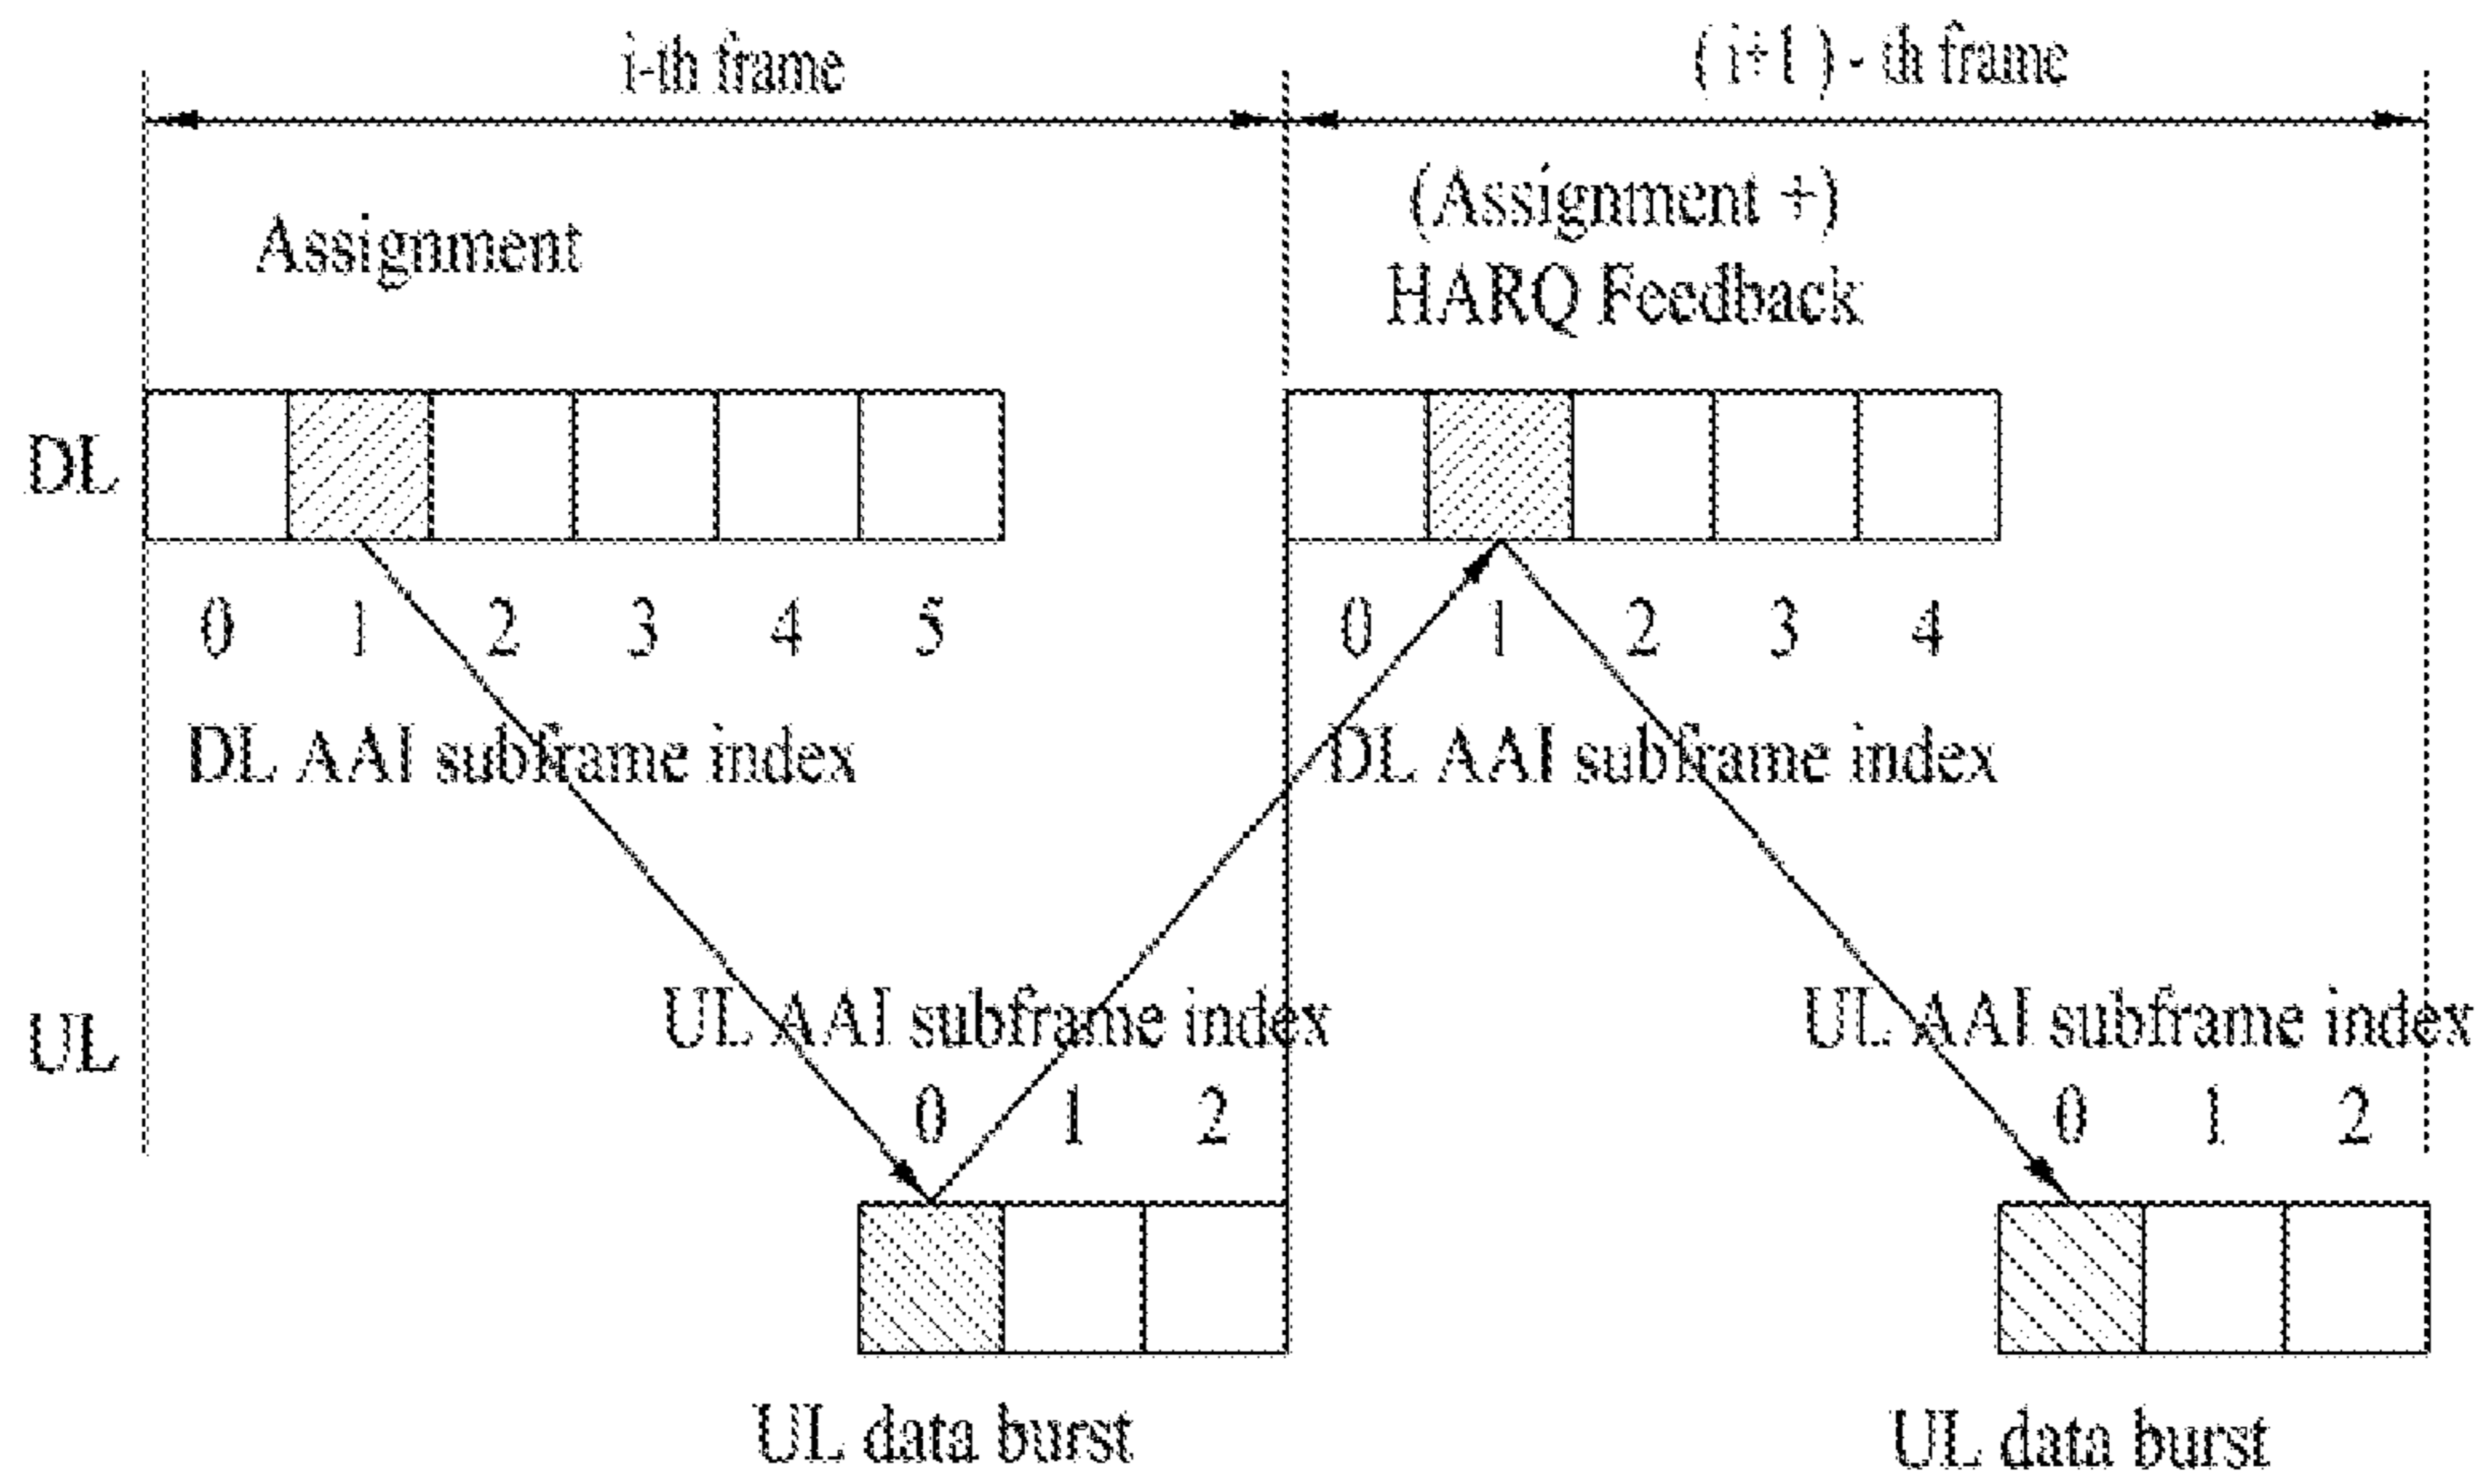 i-th frame
( i+1 ) - th frame
Assignment
(Assignment +)
HARQ Feedback
DL
0 1 2 3 4 5
0 1 2 3 4
DL AAI subframe index
DL AAI subframe index
UL
UL AAI subframe index
UL AAI subframe index
0 1 2
0 1 2
UL data burst
UL data burst